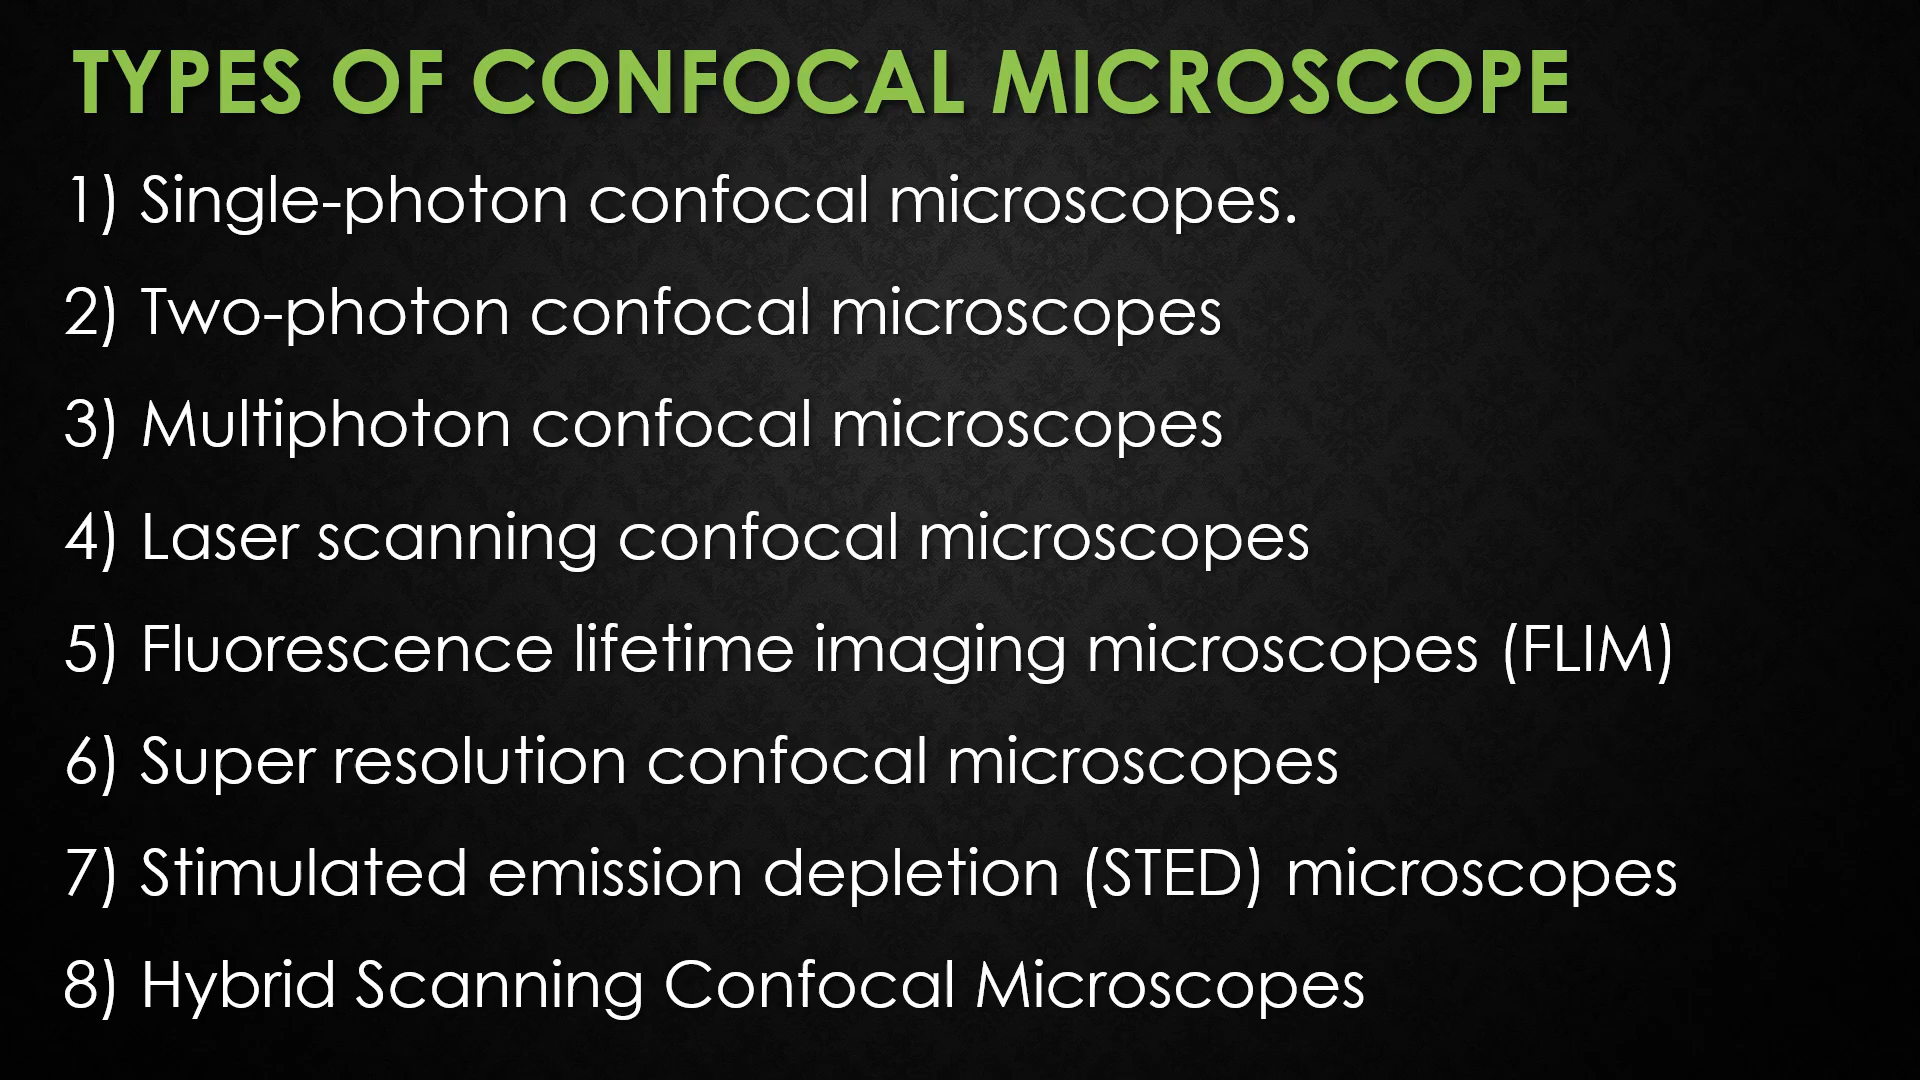 TYPES OF CONFOCAL MICROSCOPE
1) Single-photon confocal microscopes.
2) Two-photon confocal microscopes
3) Multiphoton confocal microscopes
4) Laser scanning confocal microscopes
5) Fluorescence lifetime imaging microscopes (FLIM)
6) Super resolution confocal microscopes
7) Stimulated emission depletion (STED) microscopes
8) Hybrid Scanning Confocal Microscopes